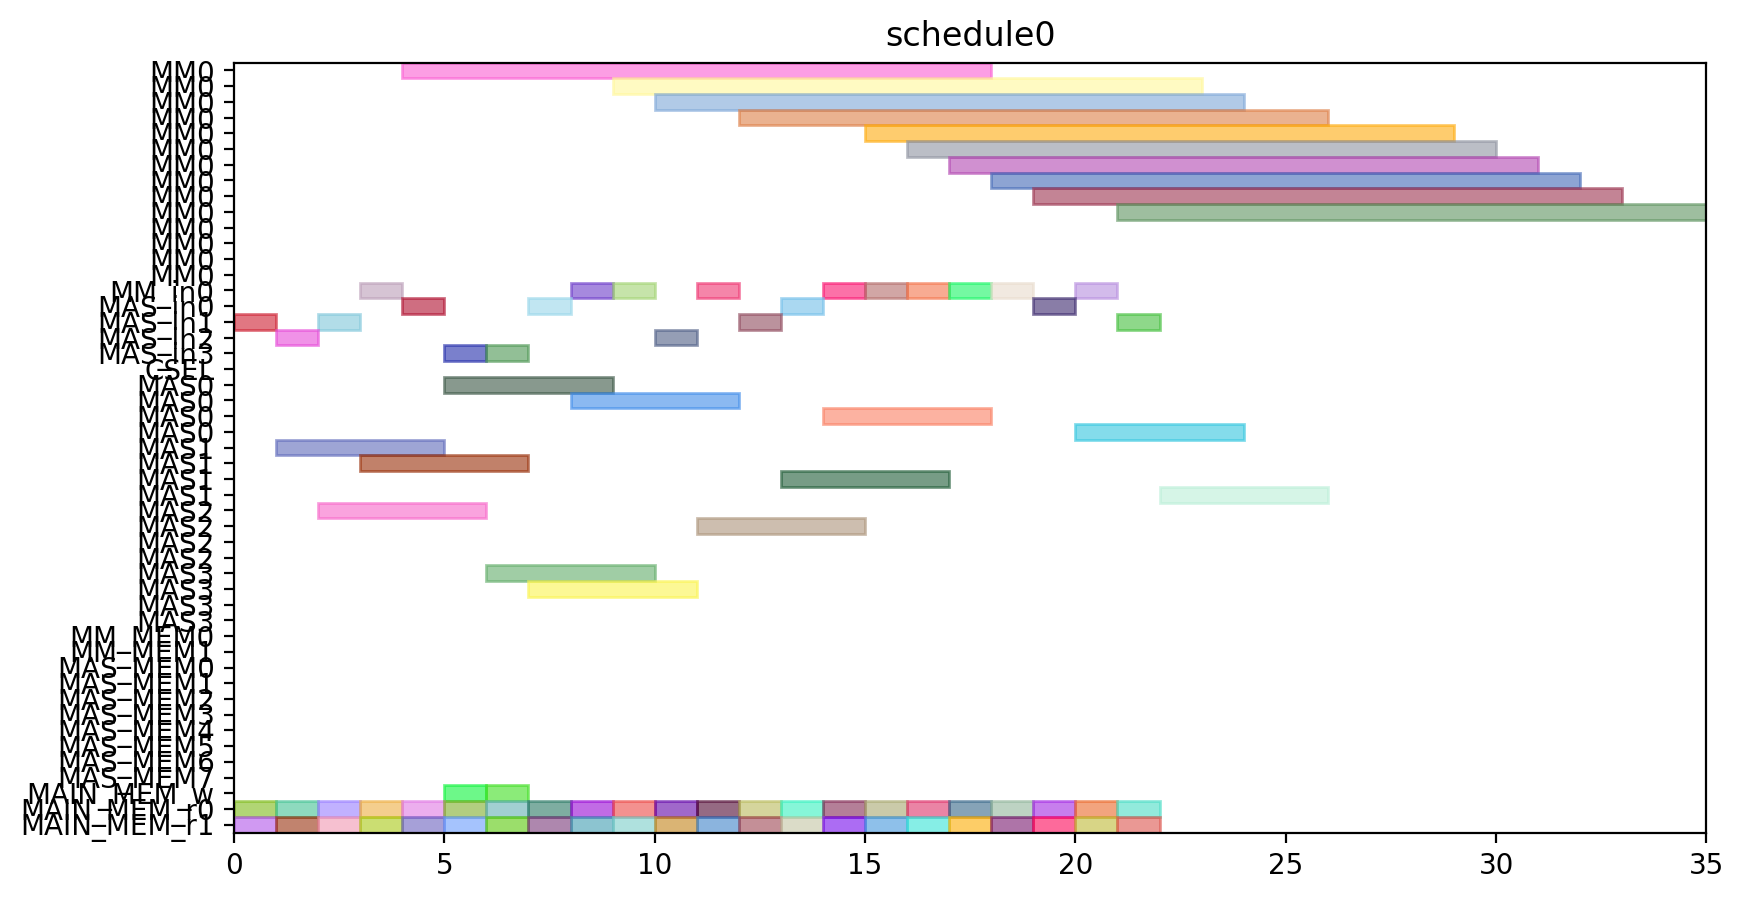 schedule0
MM0
MM0
MM0
MM0
MM0
MM0
MM0
MM0
MM0
MM0
MM0
MM0
MM0
MM0
MM_in0
MAS_in0
MAS_in1
MAS_in2
MAS_in3
CSEL
MAS0
MAS0
MAS0
MAS0
MAS1
MAS1
MAS1
MAS1
MAS2
MAS2
MAS2
MAS2
MAS3
MAS3
MAS3
MAS3
MM_MEM0
MM_MEM1
MAS_MEM0
MAS_MEM1
MAS_MEM2
MAS_MEM3
MAS_MEM4
MAS_MEM5
MAS_MEM6
MAS_MEM7
MAIN_MEM_w
MAIN_MEM_r0
MAIN_MEM_r1
0 5 10 15 20 25 30 35